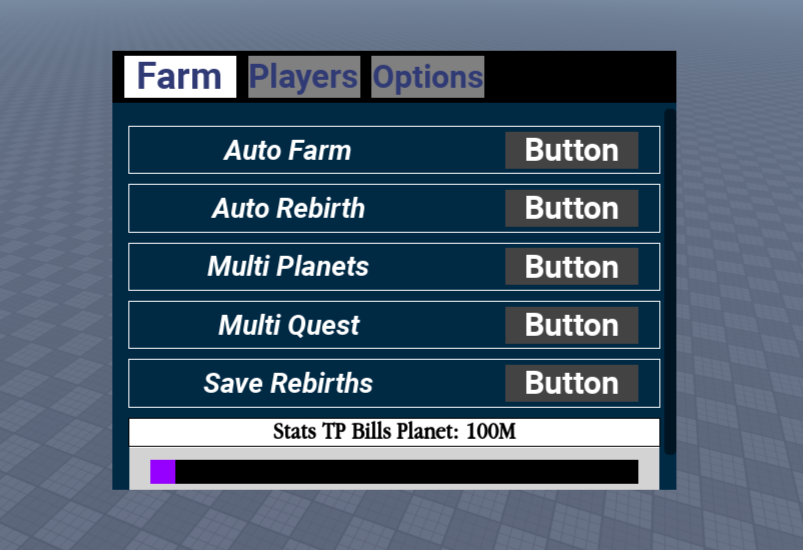 Farm Players Options
Auto Farm Button
Auto Rebirth Button
Multi Planets Button
Multi Quest Button
Save Rebirths Button
Stats TP Bills Planet: 100M